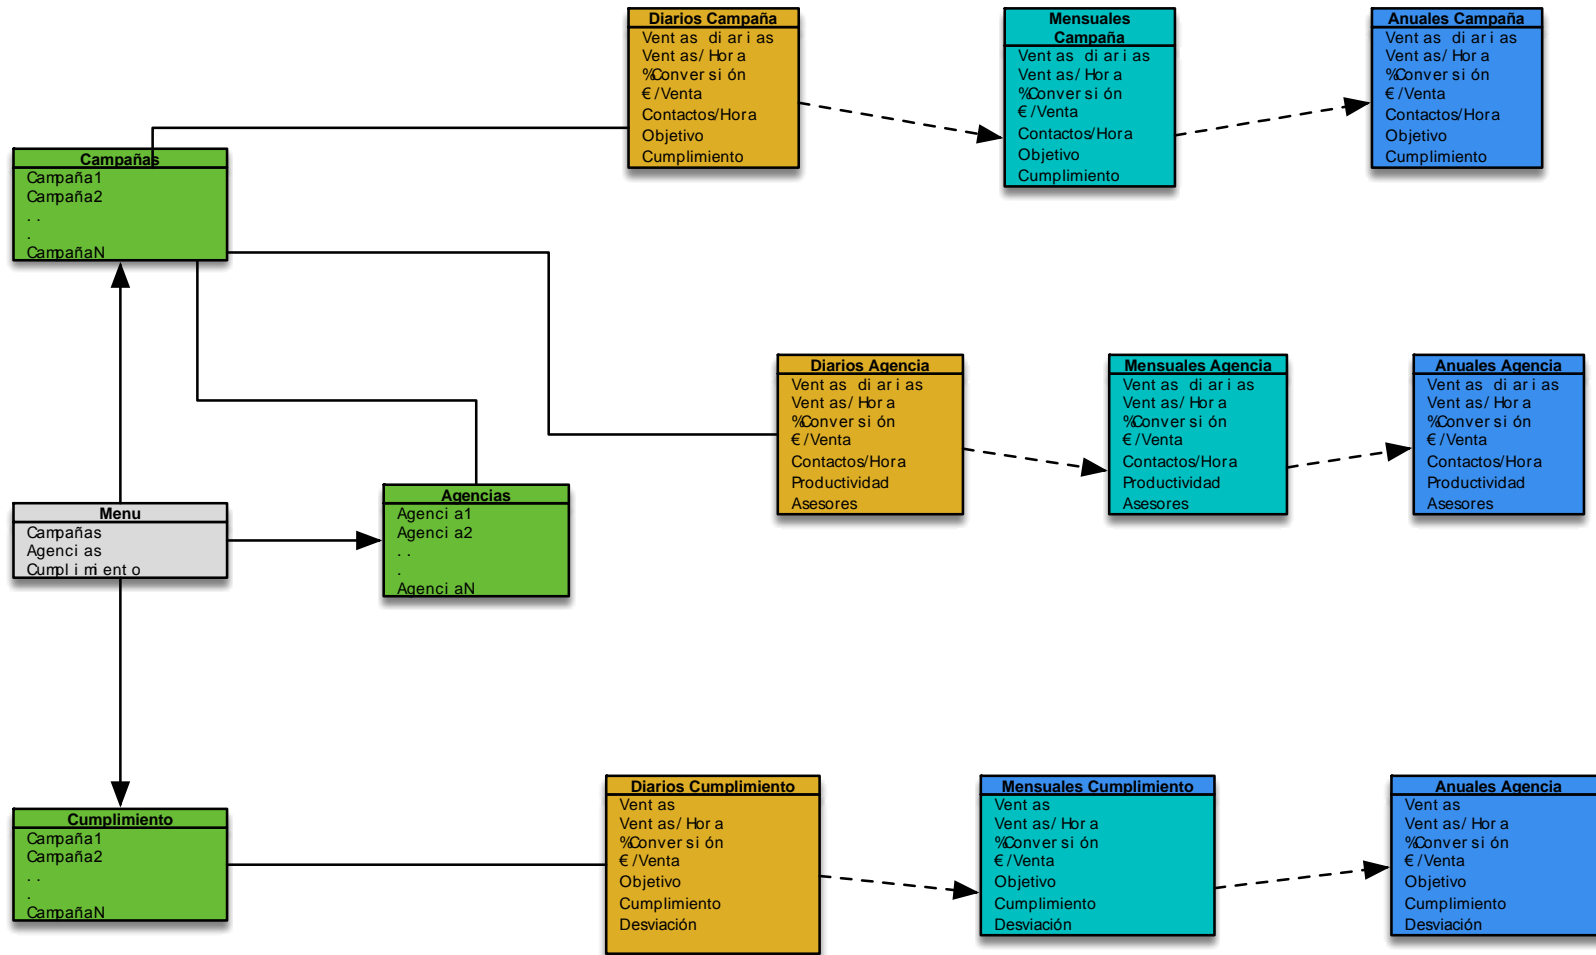 Diarios Campaña
Ventas diarias
Ventas/Hora
%Conversión
€/Venta
Contactos/Hora
Objetivo
Cumplimiento
Mensuales
Campaña
Ventas diarias
Ventas/Hora
%Conversión
€/Venta
Contactos/Hora
Objetivo
Cumplimiento
Anuales Campaña
Ventas diarias
Ventas/Hora
%Conversión
€/Venta
Contactos/Hora
Objetivo
Cumplimiento
Campañas
Campaña1
Campaña2
..
.
CampañaN
Diarios Agencia
Ventas diarias
Ventas/Hora
%Conversión
€/Venta
Contactos/Hora
Productividad
Asesores
Mensuales Agencia
Ventas diarias
Ventas/Hora
%Conversión
€/Venta
Contactos/Hora
Productividad
Asesores
Anuales Agencia
Ventas diarias
Ventas/Hora
%Conversión
€/Venta
Contactos/Hora
Productividad
Asesores
Menu
Campañas
Agencias
Cumplimiento
Agencias
Agencia1
Agencia2
..
.
AgenciaN
Cumplimiento
Campaña1
Campaña2
..
.
CampañaN
Diarios Cumplimiento
Ventas
Ventas/Hora
%Conversión
€/Venta
Objetivo
Cumplimiento
Desviación
Mensuales Cumplimiento
Ventas
Ventas/Hora
%Conversión
€/Venta
Objetivo
Cumplimiento
Desviación
Anuales Agencia
Ventas
Ventas/Hora
%Conversión
€/Venta
Objetivo
Cumplimiento
Desviación